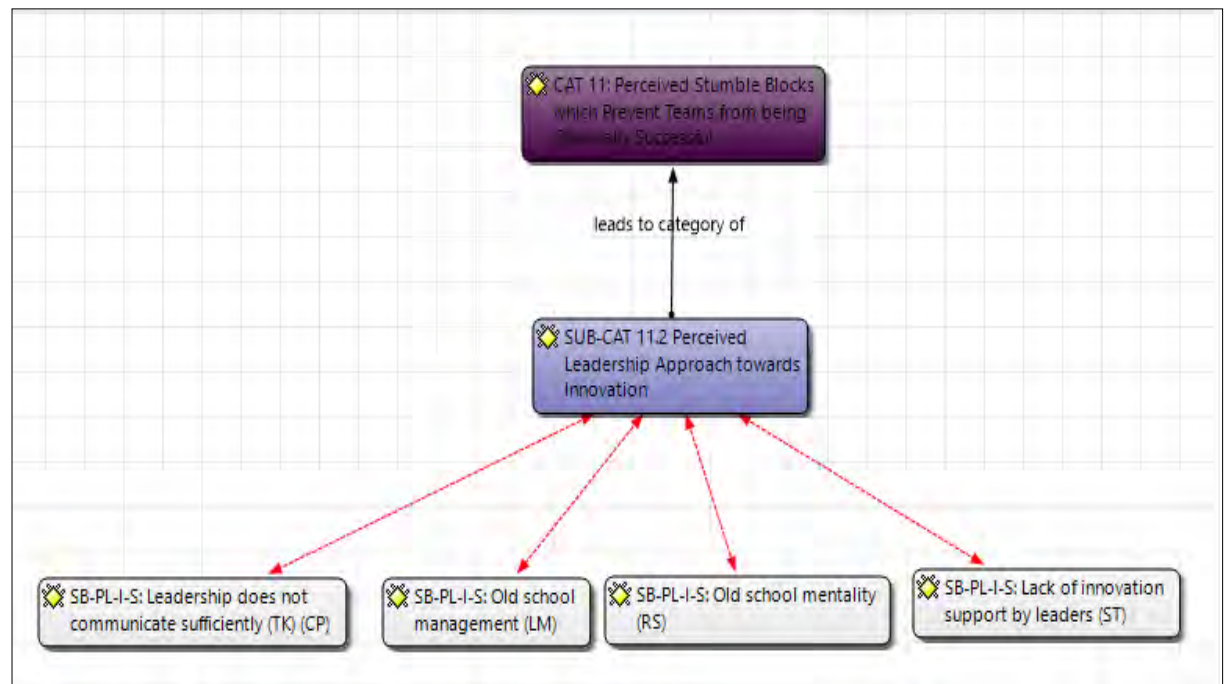 CAT 11: Perceived Stumble Blocks
which Prevent Teams from being
Successful
leads to category of
SUB-CAT 11.2 Perceived
Leadership Approach towards
Innovation
SB-PL-I-S: Leadership does not
communicate sufficiently (TK) (CP)
SB-PL-I-S: Old school
management (LM)
SB-PL-I-S: Old school mentality
(RS)
SB-PL-I-S: Lack of innovation
support by leaders (ST)